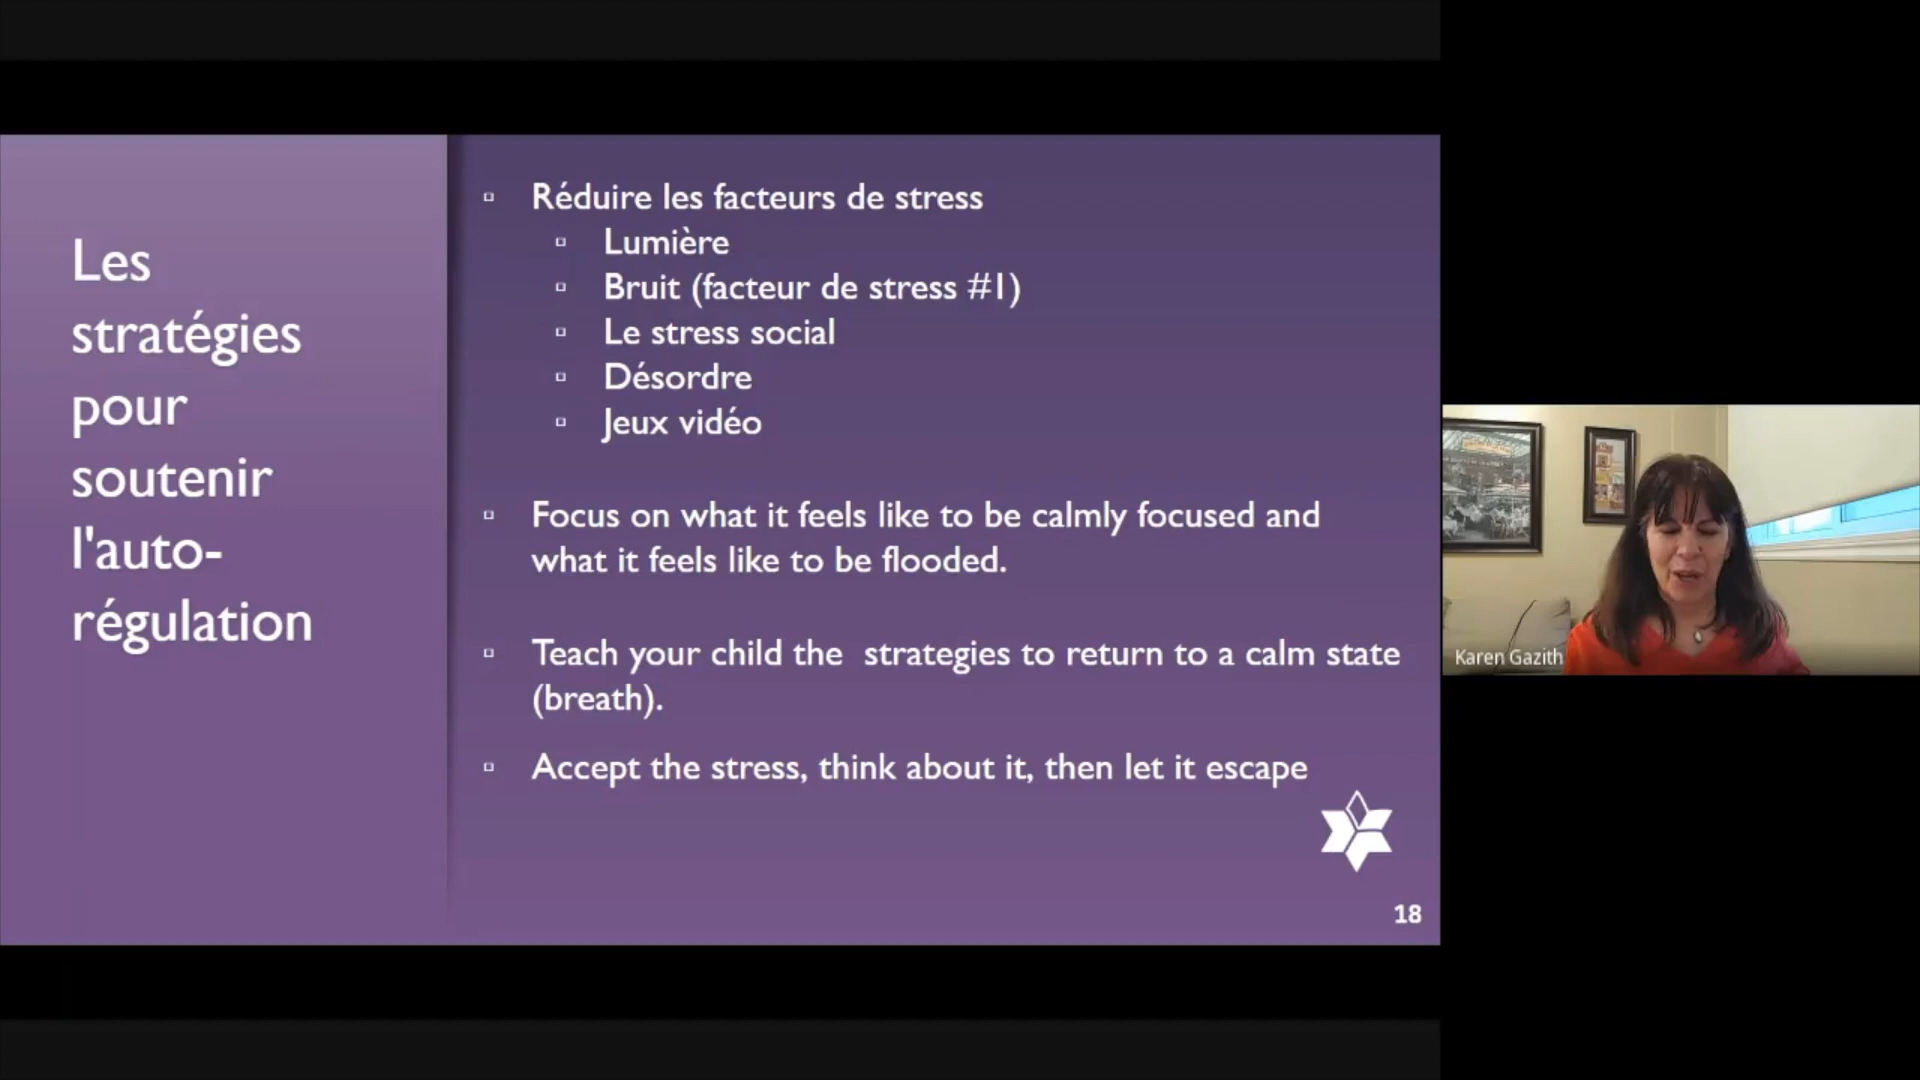 Les
stratégies
pour
soutenir
l'auto-
régulation
Réduire les facteurs de stress
Lumière
Bruit (facteur de stress #1)
Le stress social
Désordre
Jeux vidéo
Focus on what it feels like to be calmly focused and
what it feels like to be flooded.
Teach your child the  strategies to return to a calm state
(breath).
Accept the stress, think about it, then let it escape
18
Karen Gazith